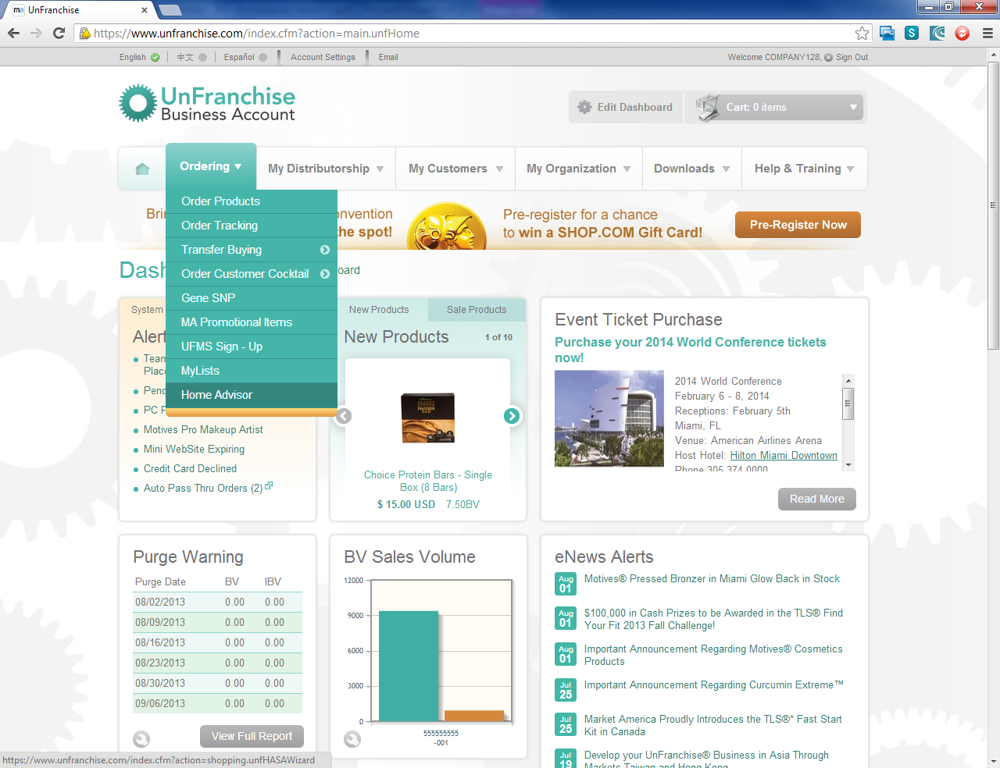 UnFranchise
https://www.unfranchise.com/index.cfm?action=main.unfHome
English 中文 Español Account Settings Email Welcome COMPANY128, Sign Out
UnFranchise
Business Account
Edit Dashboard Cart: 0 items
Ordering My Distributorship My Customers My Organization Downloads Help & Training
Order Products
Order Tracking
Transfer Buying
Order Customer Cocktail
Gene SNP
MA Promotional Items
UFMS Sign - Up
MyLists
Home Advisor
the spot!
Pre-register for a chance
to win a SHOP.COM Gift Card!
Pre-Register Now
System
New Products Sale Products
New Products 1 of 10
Choice Protein Bars - Single
Box (8 Bars)
$ 15.00 USD 7.50BV
Motives Pro Makeup Artist
Mini WebSite Expiring
Credit Card Declined
Auto Pass Thru Orders (2)
Event Ticket Purchase
Purchase your 2014 World Conference tickets
now!
2014 World Conference
February 6 - 8, 2014
Receptions: February 5th
Miami, FL
Venue: American Airlines Arena
Host Hotel: Hilton Miami Downtown
Phone:305.374.0000
Read More
Purge Warning
Purge Date BV IBV
08/02/2013 0.00 0.00
08/09/2013 0.00 0.00
08/16/2013 0.00 0.00
08/23/2013 0.00 0.00
08/30/2013 0.00 0.00
09/06/2013 0.00 0.00
View Full Report
BV Sales Volume
12000
9000
6000
3000
0
555555555
-001
eNews Alerts
Aug 01 Motives® Pressed Bronzer in Miami Glow Back in Stock
Aug 01 $100,000 in Cash Prizes to be Awarded in the TLS® Find
Your Fit 2013 Fall Challenge!
Aug 01 Important Announcement Regarding Motives® Cosmetics
Products
Jul 25 Important Announcement Regarding Curcumin Extreme™
Jul 25 Market America Proudly Introduces the TLS®* Fast Start
Kit in Canada
Jul 19 Develop your UnFranchise® Business in Asia Through
Markets Taiwan and Hong Kong
https://www.unfranchise.com/index.cfm?action=shopping.unfHASAWizard